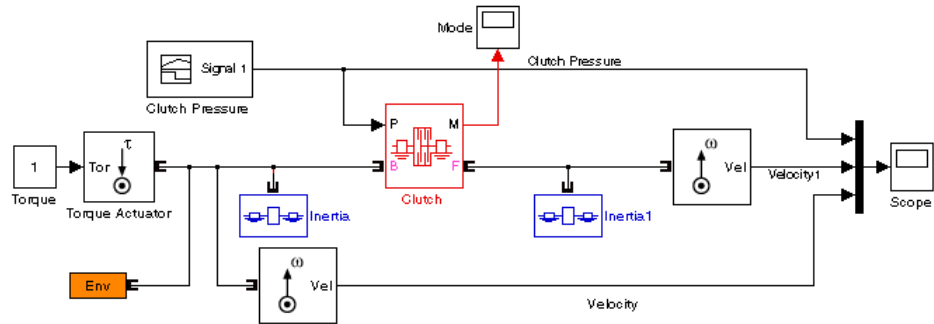 Mode
Signal 1
Clutch Pressure
Clutch Pressure
P
M
B
F
Clutch
1
Torque
Tor
τ
Torque Actuator
Inertia
Inertia1
ω
Vel
Velocity1
Scope
Env
ω
Vel
Velocity